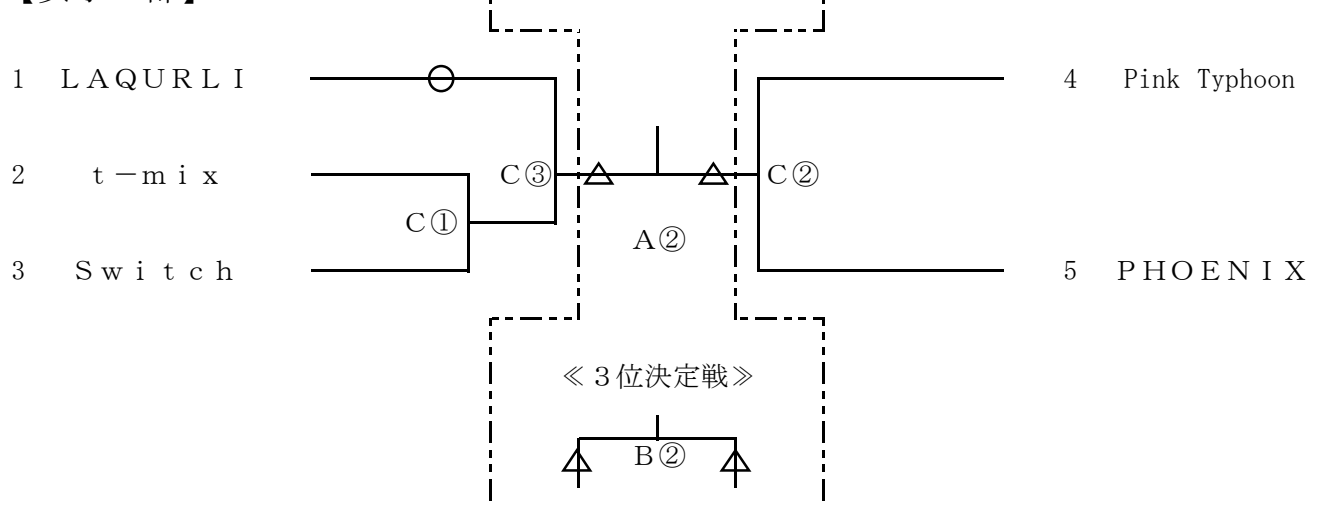 1 ＬＡＱＵＲＬＩ
4 Pink Typhoon
2 ｔ－ｍｉｘ
Ｃ③
Ｃ②
Ｃ①
Ａ②
3 Ｓｗｉｔｃｈ
5 ＰＨＯＥＮＩＸ
≪３位決定戦≫
Ｂ②